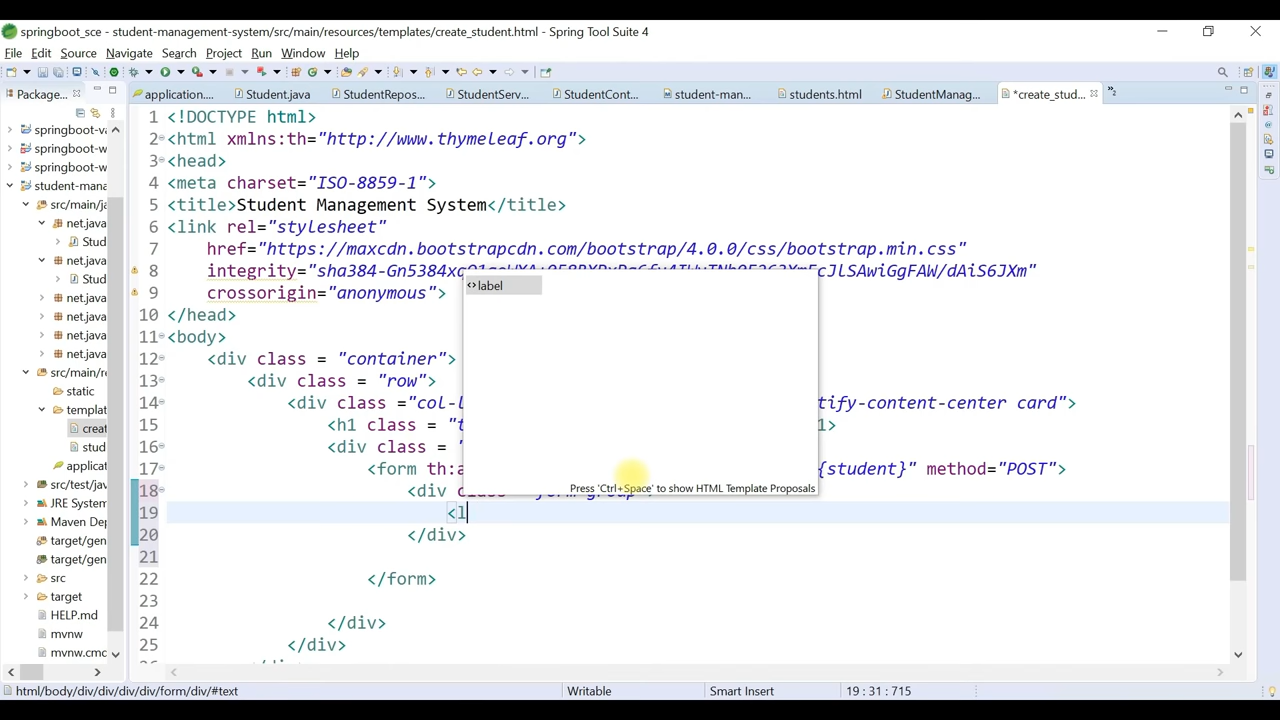 springboot_sce - student-management-system/src/main/resources/templates/create_student.html - Spring Tool Suite 4
File Edit Source Navigate Search Project Run Window Help
Package... application.... Student.java StudentRepos... StudentServ... StudentCont... student-man... students.html StudentManag... *create_stud... »2
springboot-va
springboot-w
springboot-w
student-mana
src/main/ja
net.java
Stud
net.java
Stud
net.java
net.java
net.java
net.java
src/main/re
static
templat
creat
stud
applicat
src/test/jav
JRE System
Maven Dep
target/gen
target/gen
src
target
HELP.md
mvnw
mvnw.cmd
1 <!DOCTYPE html>
2 <html xmlns:th="http://www.thymeleaf.org">
3 <head>
4 <meta charset="ISO-8859-1">
5 <title>Student Management System</title>
6 <link rel="stylesheet"
7 href="https://maxcdn.bootstrapcdn.com/bootstrap/4.0.0/css/bootstrap.min.css"
8 integrity="sha384-Gn5384xqQ1
9 crossorigin="anonymous">
10 </head>
11 <body>
12 <div class = "container">
13 <div class = "row">
14 <div class ="col-l tify-content-center card">
15 <h1 class = "t 1>
16 <div class = "
17 <form th:a {student}" method="POST">
18 <div
19 <l
20 </div>
21
22 </form>
23
24 </div>
25 </div>
label
Press 'Ctrl+Space' to show HTML Template Proposals
html/body/div/div/div/div/form/div/#text Writable Smart Insert 19 : 31 : 715